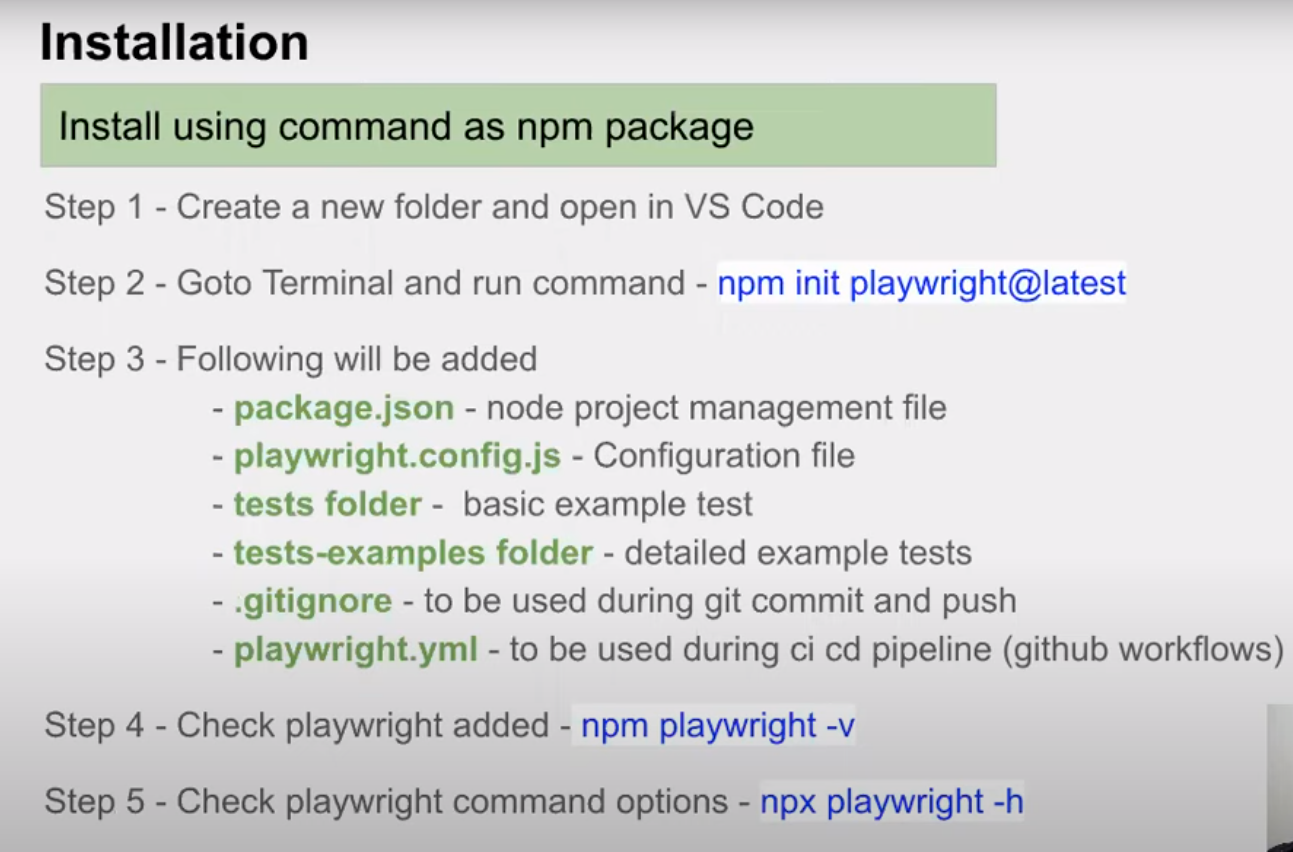 Installation
Install using command as npm package
Step 1 - Create a new folder and open in VS Code
Step 2 - Goto Terminal and run command - npm init playwright@latest
Step 3 - Following will be added
- package.json - node project management file
- playwright.config.js - Configuration file
- tests folder - basic example test
- tests-examples folder - detailed example tests
- .gitignore - to be used during git commit and push
- playwright.yml - to be used during ci cd pipeline (github workflows)
Step 4 - Check playwright added - npm playwright -v
Step 5 - Check playwright command options - npx playwright -h